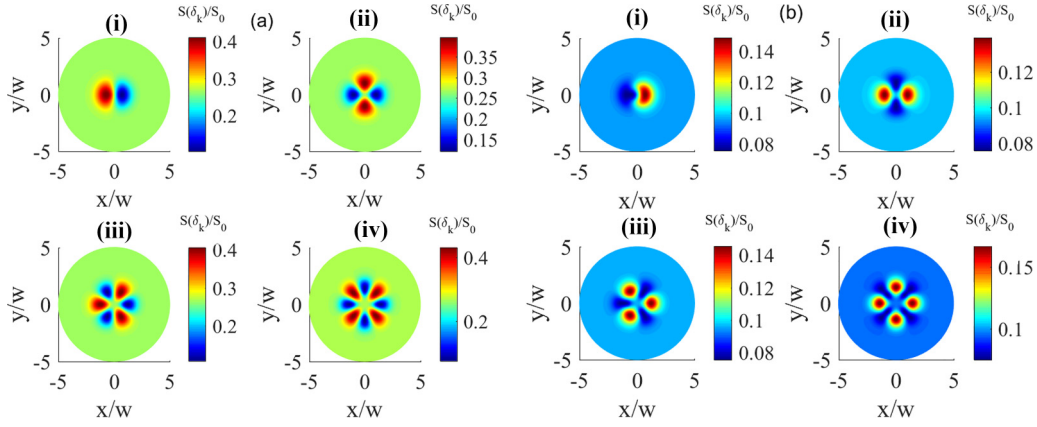 (i)
S(δk)/S0
(a)
5
0
-5
y/w
-5 0 5
x/w
0.4
0.3
0.2
(ii)
S(δk)/S0
5
0
-5
y/w
-5 0 5
x/w
0.35
0.3
0.25
0.2
0.15
(i)
S(δk)/S0
(b)
5
0
-5
y/w
-5 0 5
x/w
0.14
0.12
0.1
0.08
(ii)
S(δk)/S0
5
0
-5
y/w
-5 0 5
x/w
0.12
0.1
0.08
(iii)
S(δk)/S0
5
0
-5
y/w
-5 0 5
x/w
0.4
0.3
0.2
(iv)
S(δk)/S0
5
0
-5
y/w
-5 0 5
x/w
0.4
0.2
(iii)
S(δk)/S0
5
0
-5
y/w
-5 0 5
x/w
0.14
0.12
0.1
0.08
(iv)
S(δk)/S0
5
0
-5
y/w
-5 0 5
x/w
0.15
0.1